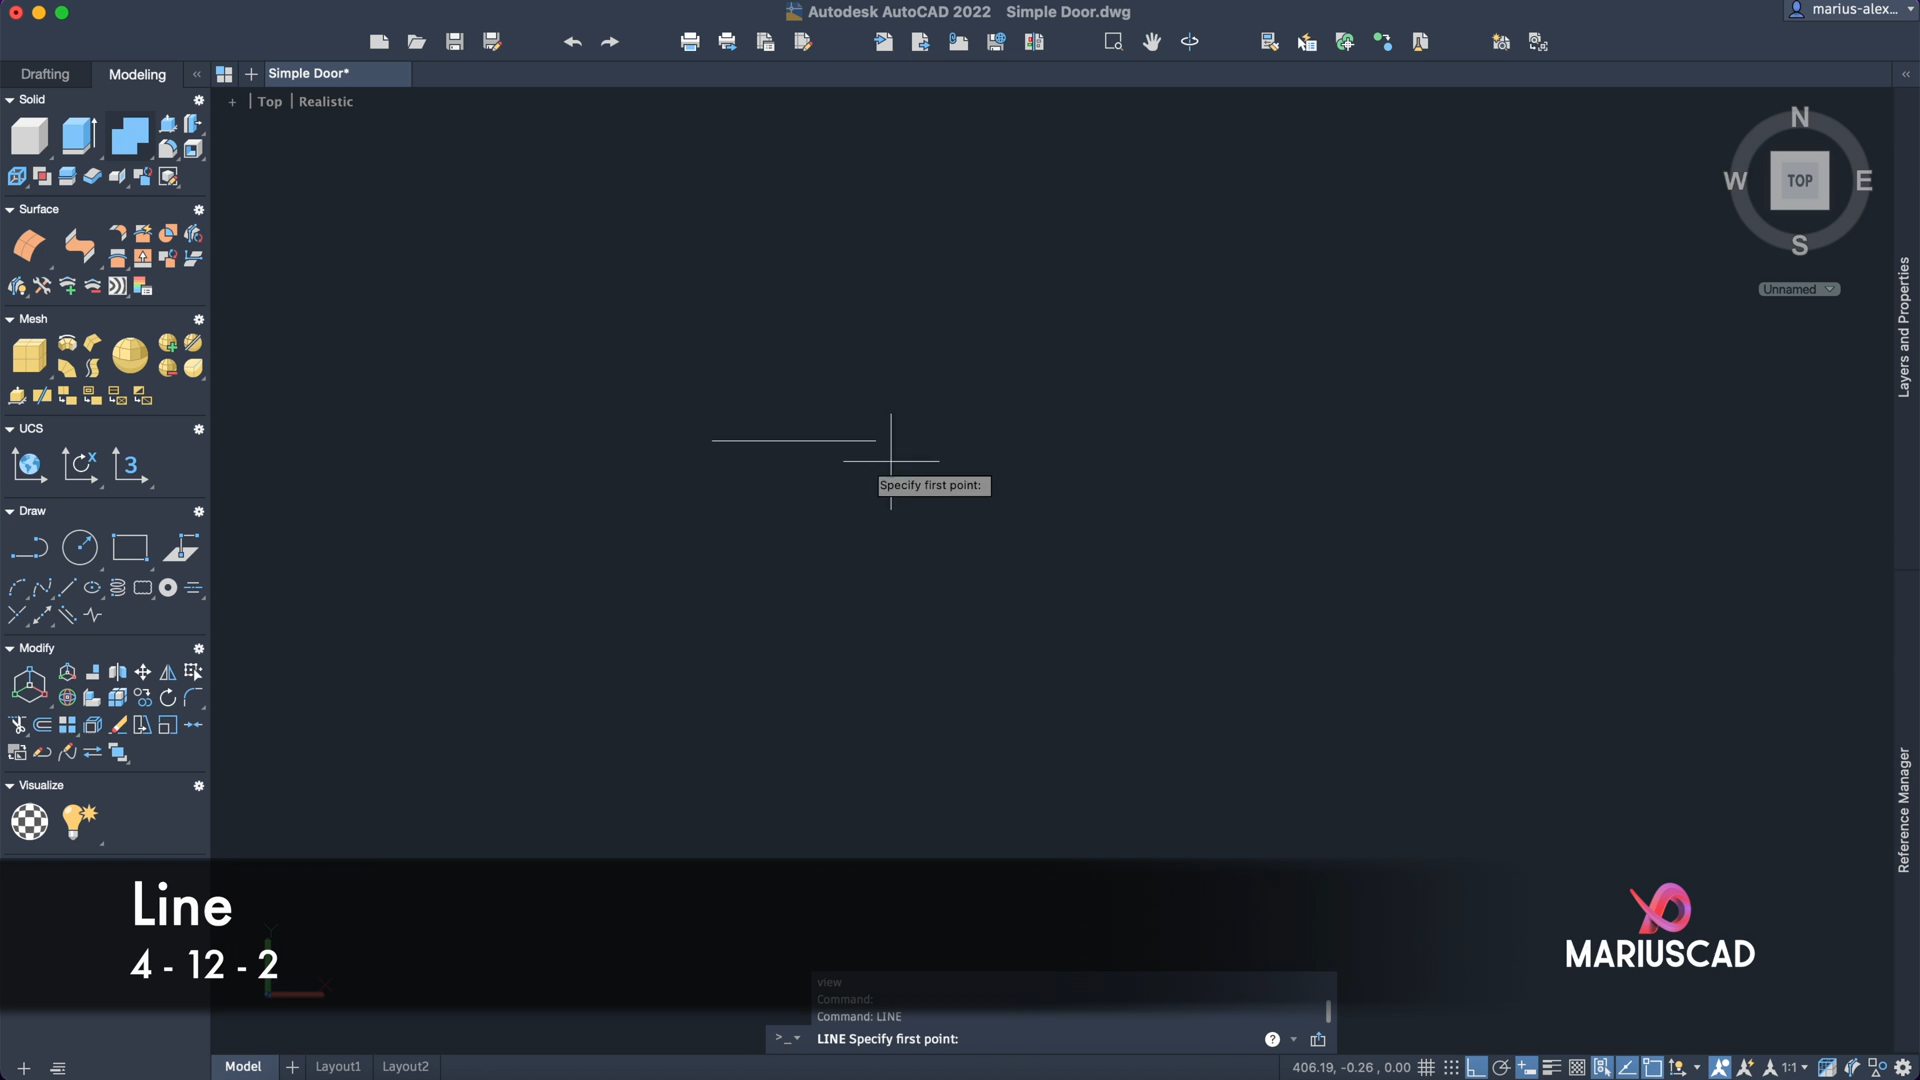 Autodesk AutoCAD 2022 Simple Door.dwg
marius-alex...
Drafting
Modeling
Simple Door*
Solid
+ | Top | Realistic
N
W
TOP
E
S
Unnamed
Surface
Mesh
UCS
X
3
Draw
Modify
Visualize
Specify first point:
Layers and Properties
Reference Manager
Line
4 - 12 - 2
Y
X
MARIUSCAD
view
Command:
Command: LINE
>_ LINE Specify first point:
?
Model
Layout1
Layout2
406.19, -0.26 , 0.00
1:1